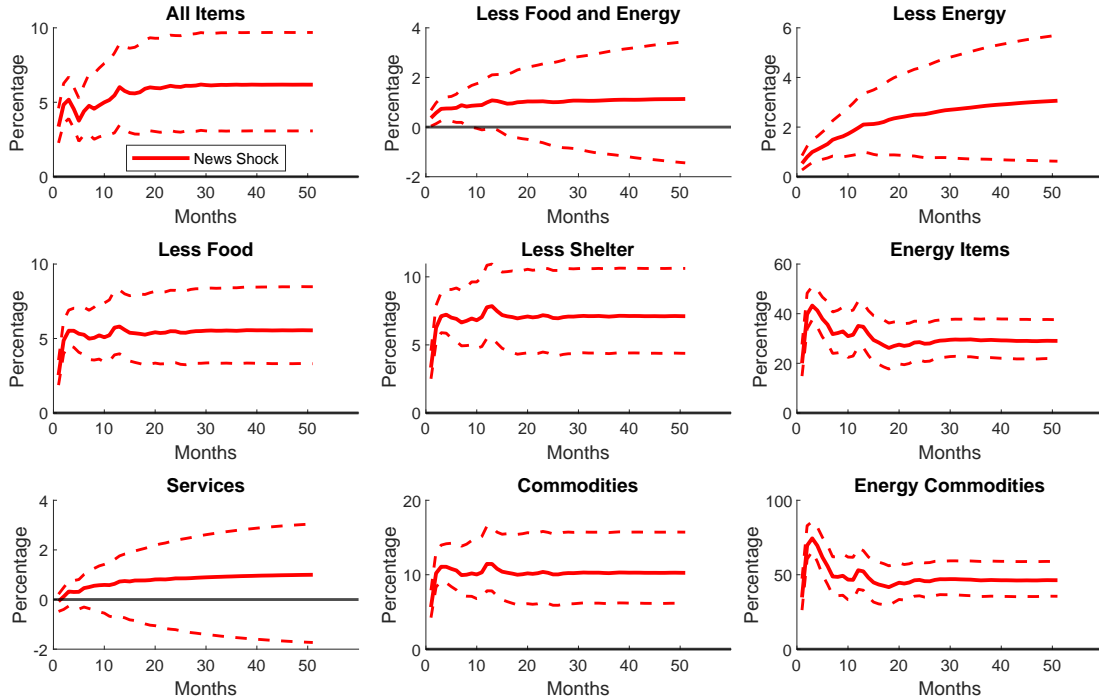 All Items
Percentage
10
5
0
0 10 20 30 40 50
Months
News Shock
Less Food and Energy
Percentage
4
2
0
-2
0 10 20 30 40 50
Months
Less Energy
Percentage
6
4
2
0
0 10 20 30 40 50
Months
Less Food
Percentage
10
5
0
0 10 20 30 40 50
Months
Less Shelter
Percentage
10
5
0
0 10 20 30 40 50
Months
Energy Items
Percentage
60
40
20
0
0 10 20 30 40 50
Months
Services
Percentage
4
2
0
-2
0 10 20 30 40 50
Months
Commodities
Percentage
20
10
0
0 10 20 30 40 50
Months
Energy Commodities
Percentage
100
50
0
0 10 20 30 40 50
Months